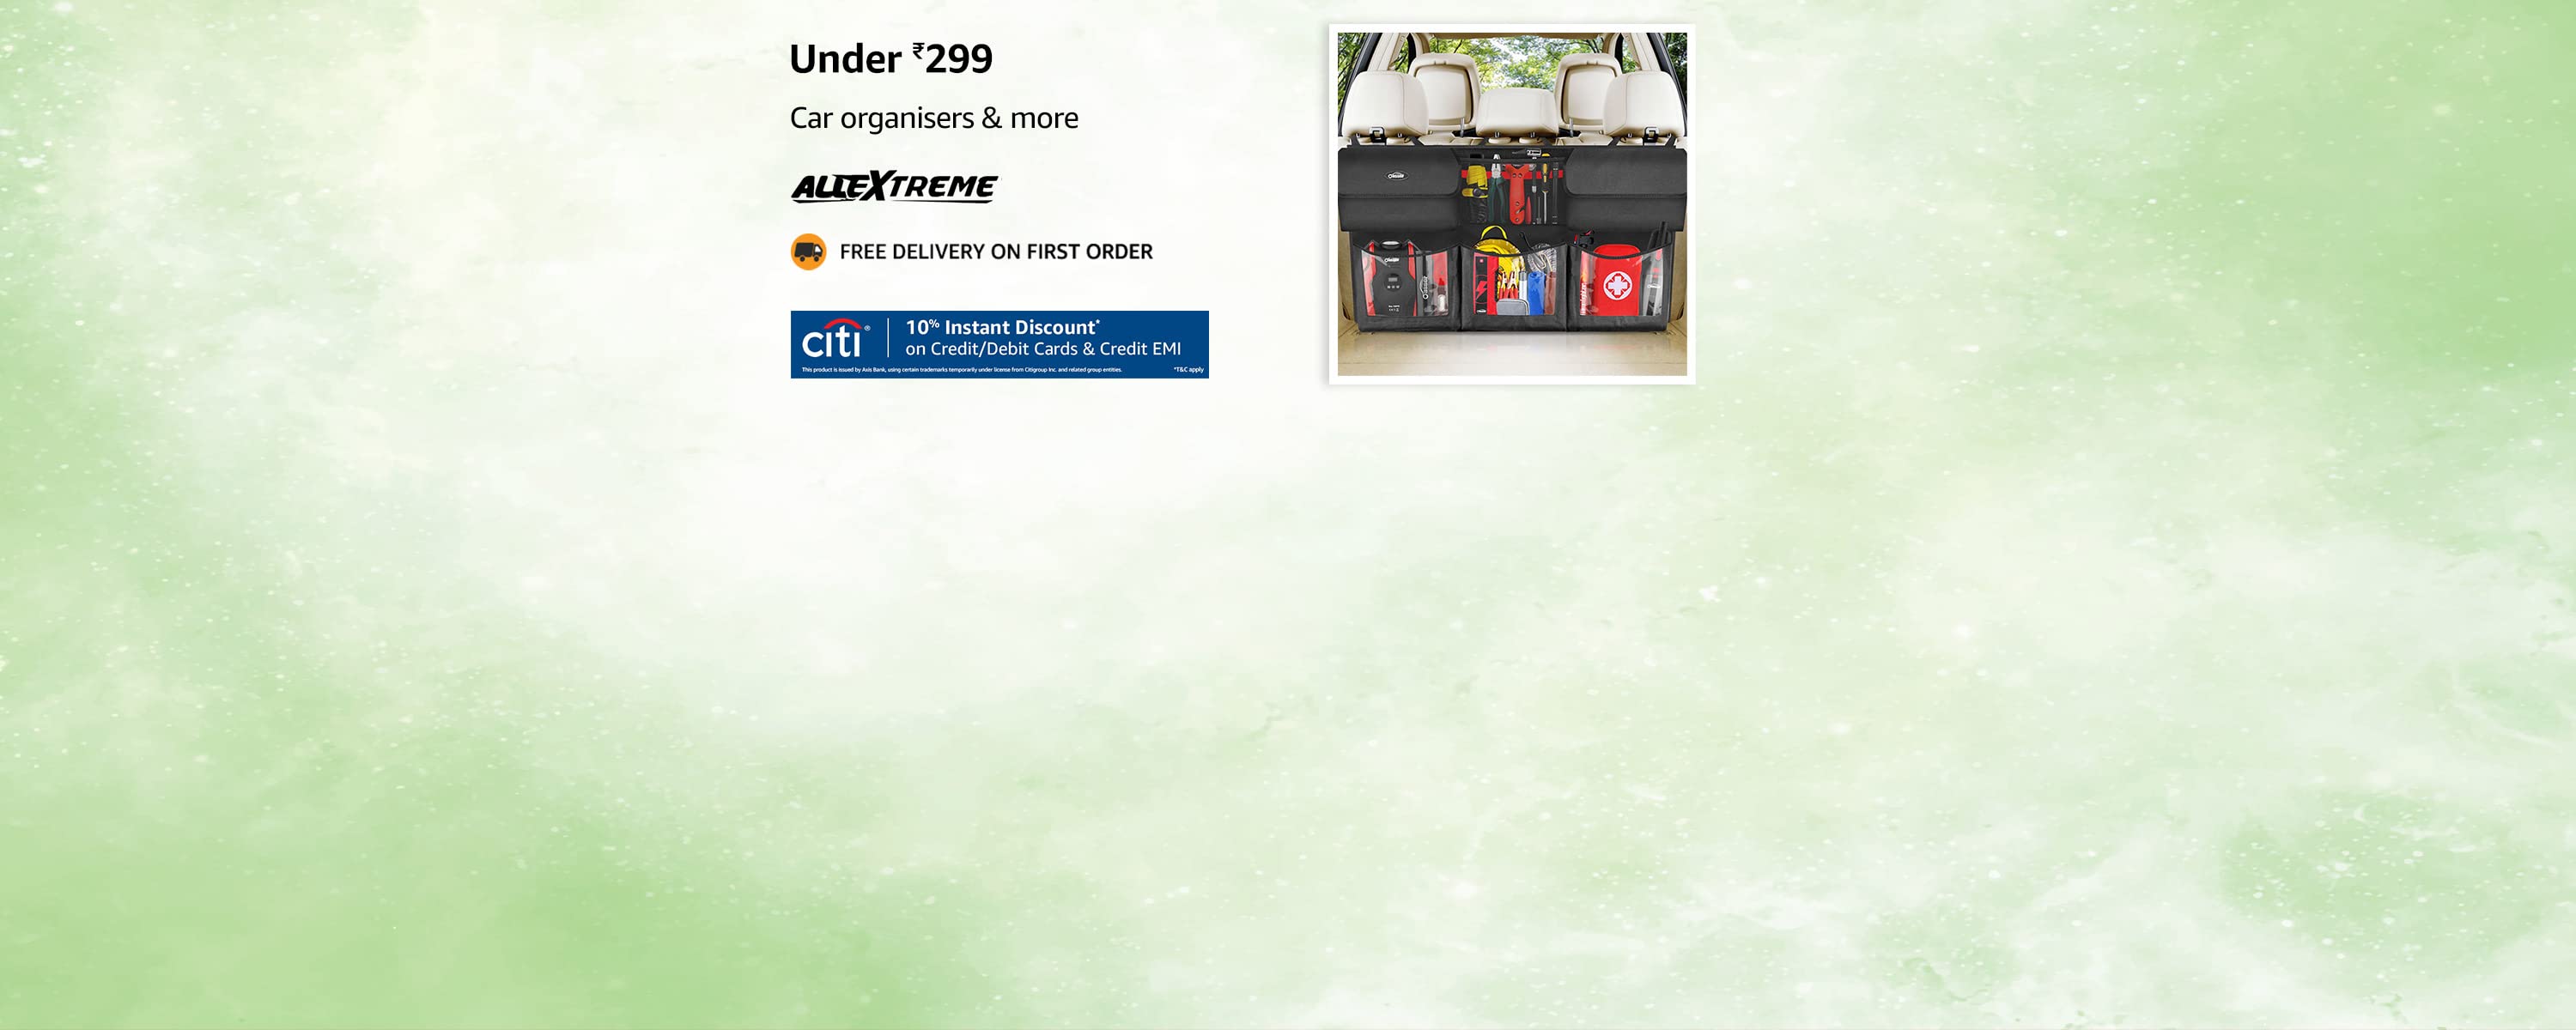 Under ₹299
Car organisers & more
ALLEXTREME
FREE DELIVERY ON FIRST ORDER
citi®
10% Instant Discount*
on Credit/Debit Cards & Credit EMI
This product is issued by Axis Bank, using certain trademarks temporarily under license from Citigroup Inc. and related group entities.
*T&C apply